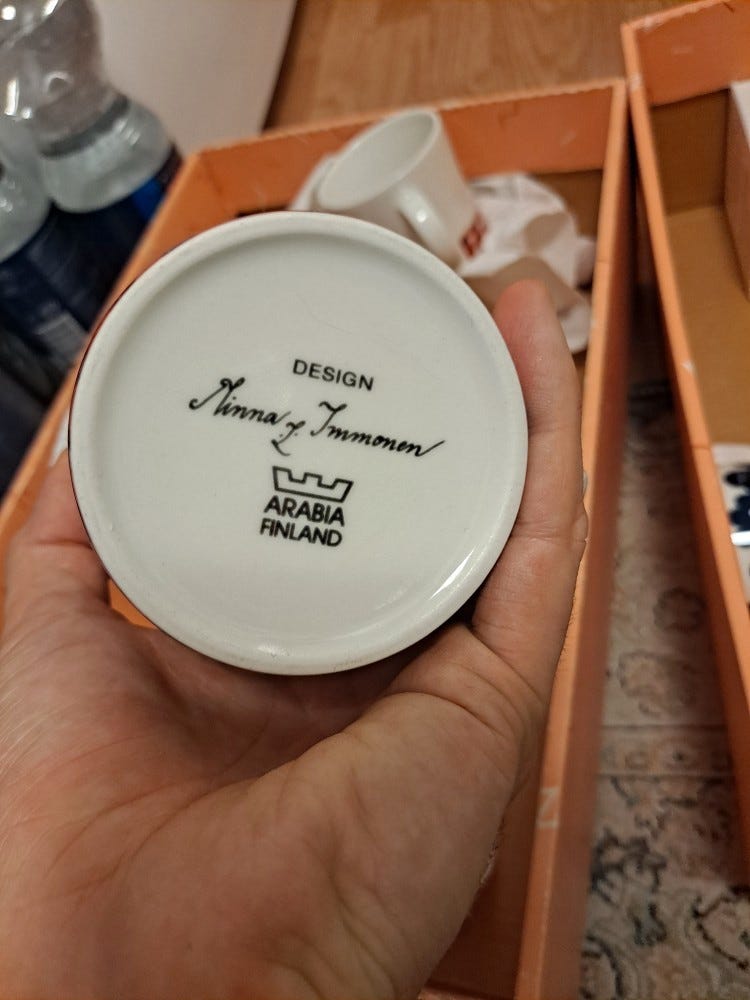 DESIGN
Minna L. Immonen
ARABIA
FINLAND